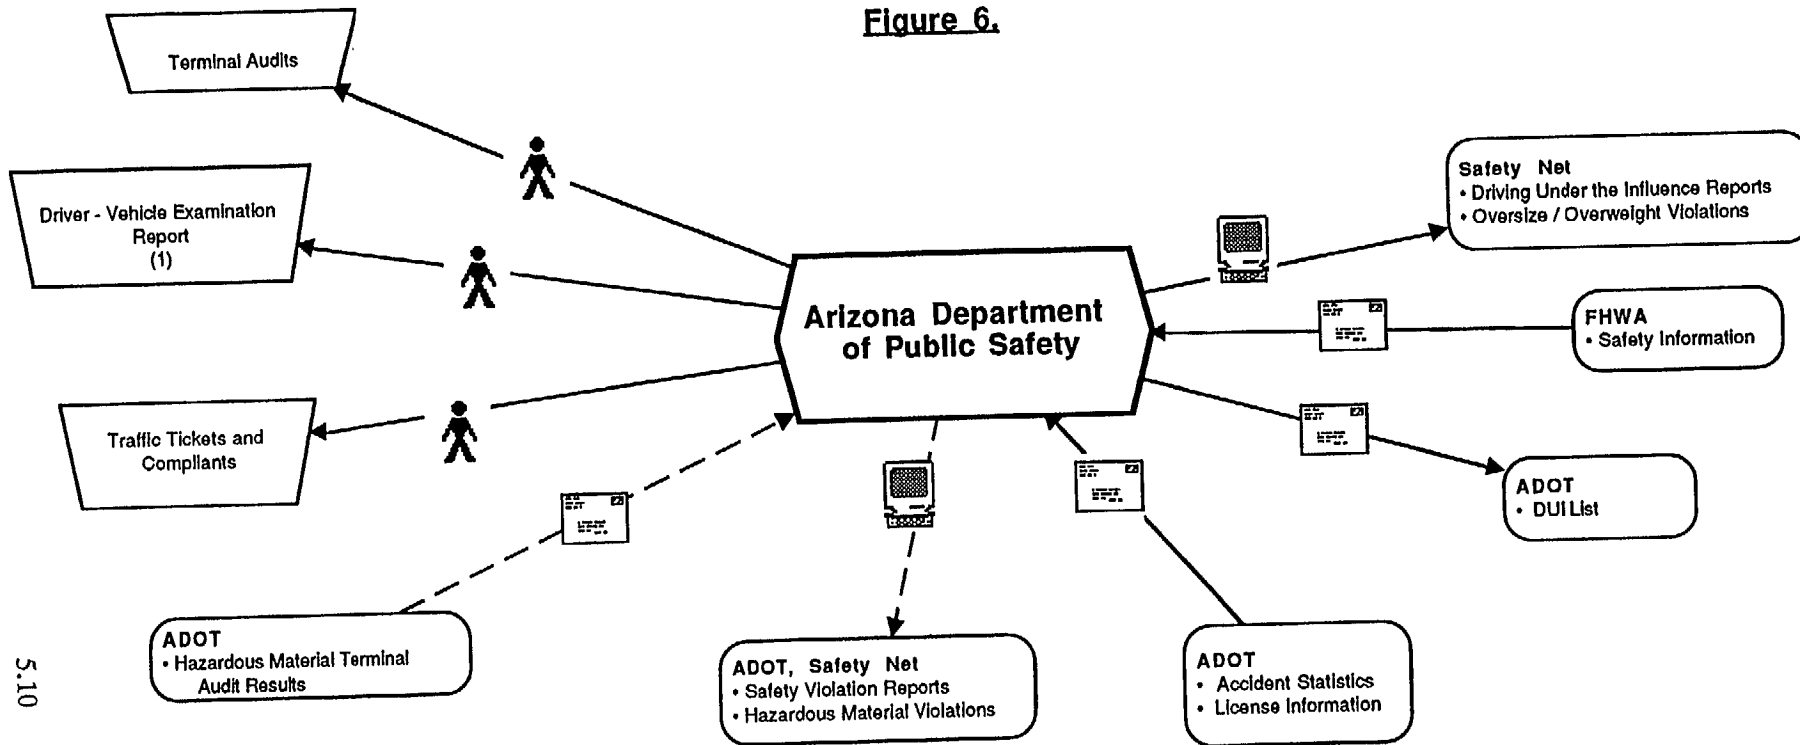 Figure 6.
Terminal Audits
Driver - Vehicle Examination
Report
(1)
Traffic Tickets and
Compliants
Arizona Department
of Public Safety
Safety Net
• Driving Under the Influence Reports
• Oversize / Overweight Violations
FHWA
• Safety Information
ADOT
• DUI List
ADOT
• Hazardous Material Terminal
Audit Results
ADOT, Safety Net
• Safety Violation Reports
• Hazardous Material Violations
ADOT
• Accident Statistics
• License Information
5.10